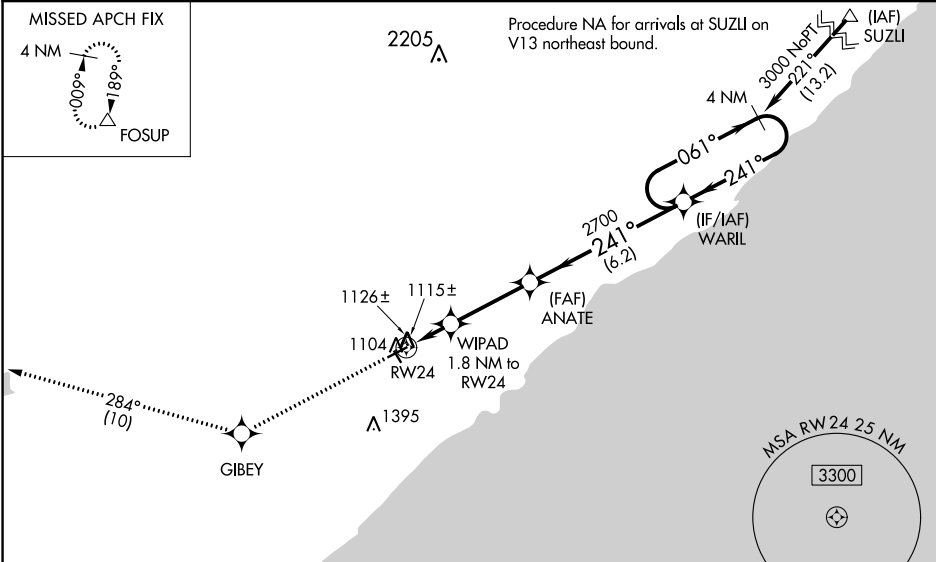 MISSED APCH FIX
4 NM
009°
189°
FOSUP
2205
Procedure NA for arrivals at SUZLI on
V13 northeast bound.
(IAF)
SUZLI
3000 NoPT
221°
(13.2)
4 NM
061°
241°
(IF/IAF)
WARIL
2700
241°
(6.2)
(FAF)
ANATE
1126±
1115±
1104
WIPAD
1.8 NM to
RW24
RW24
1395
284°
(10)
GIBEY
MSA RW24 25 NM
3300